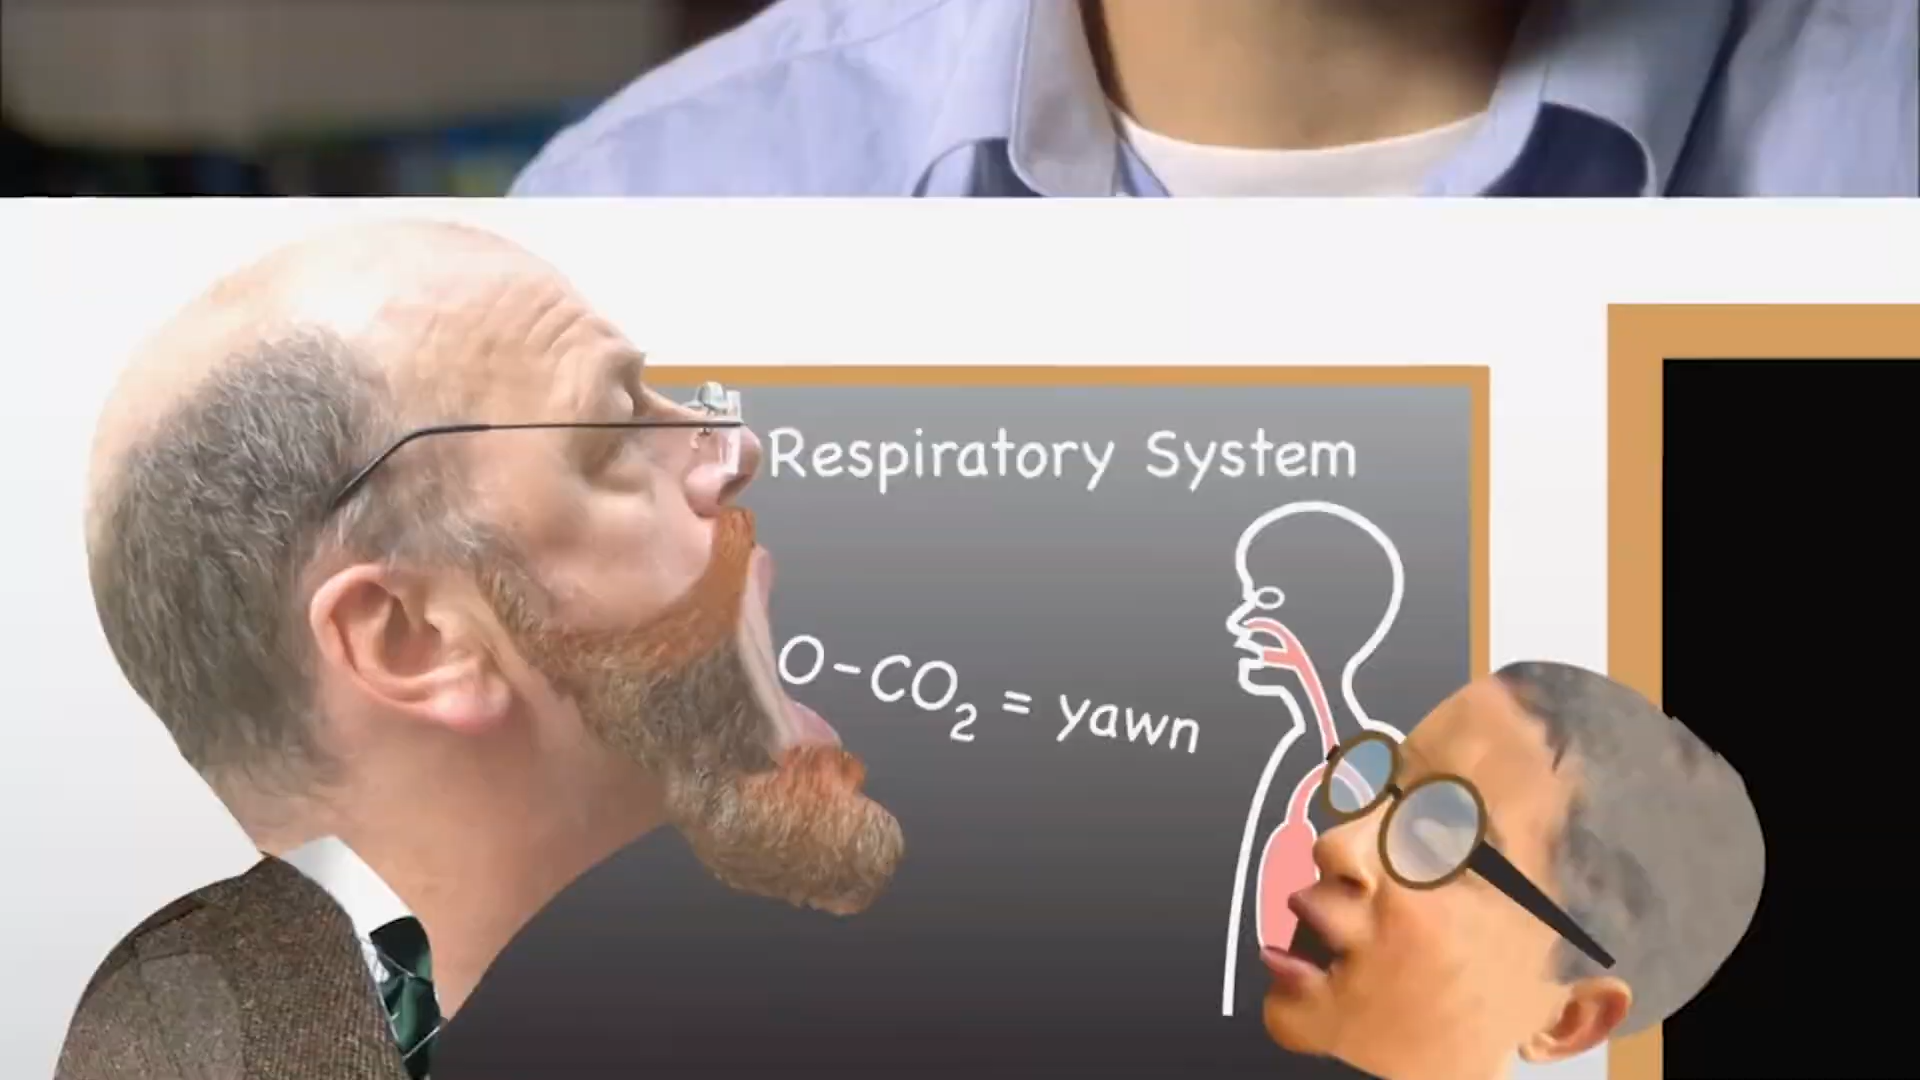 Respiratory System
O-CO₂ = yawn